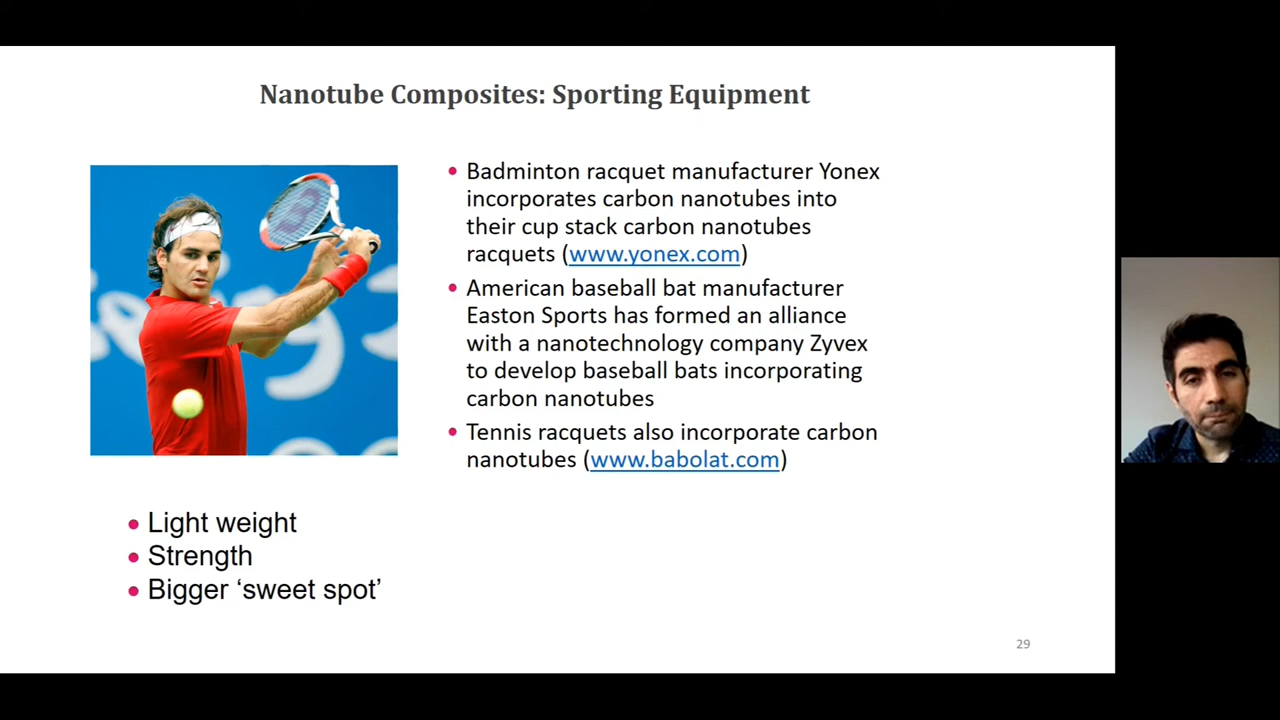 Nanotube Composites: Sporting Equipment
• Badminton racquet manufacturer Yonex
incorporates carbon nanotubes into
their cup stack carbon nanotubes
racquets (www.yonex.com)
• American baseball bat manufacturer
Easton Sports has formed an alliance
with a nanotechnology company Zyvex
to develop baseball bats incorporating
carbon nanotubes
• Tennis racquets also incorporate carbon
nanotubes (www.babolat.com)
• Light weight
• Strength
• Bigger ‘sweet spot’
29